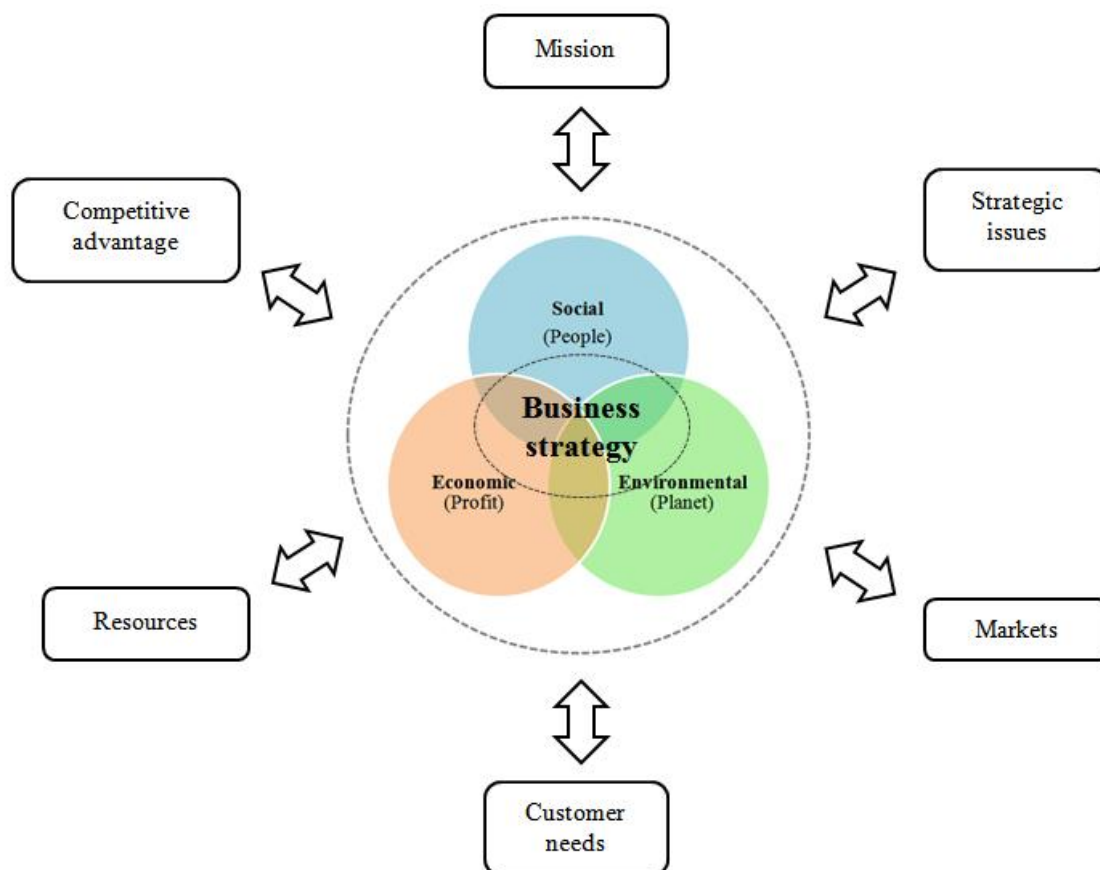 Mission
Competitive
advantage
Strategic
issues
Social
(People)
Business
strategy
Economic
(Profit)
Environmental
(Planet)
Resources
Markets
Customer
needs